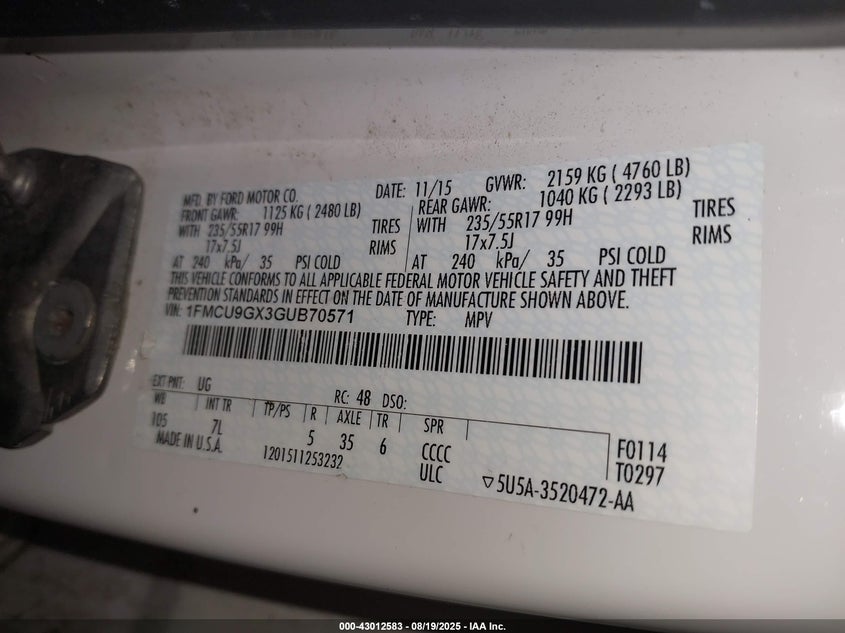 MFD. BY FORD MOTOR CO.
DATE: 11/15 GVWR: 2159 KG ( 4760 LB)
FRONT GAWR: 1125 KG ( 2480 LB) REAR GAWR: 1040 KG ( 2293 LB)
WITH 235/55R17 99H TIRES WITH 235/55R17 99H TIRES
17x7.5J RIMS 17x7.5J RIMS
AT 240 kPa/ 35 PSI COLD AT 240 kPa/ 35 PSI COLD
THIS VEHICLE CONFORMS TO ALL APPLICABLE FEDERAL MOTOR VEHICLE SAFETY AND THEFT
PREVENTION STANDARDS IN EFFECT ON THE DATE OF MANUFACTURE SHOWN ABOVE.
VIN: 1FMCU9GX3GUB70571 TYPE: MPV
EXT PNT: UG RC: 48 DSO:
WB INT TR TP/PS R AXLE TR SPR
105 7L 5 35 6 CCCC F0114
MADE IN U.S.A. 1201511253232 ULC T0297
▽5U5A-3520472-AA
000-43012583 - 08/19/2025 - IAA Inc.